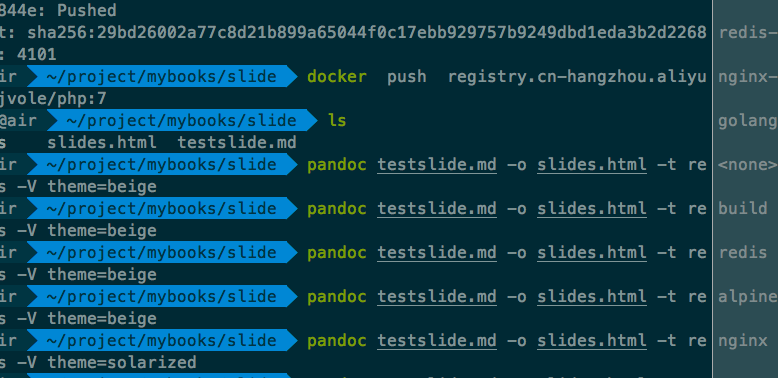 844e: Pushed
t: sha256:29bd26002a77c8d21b899a65044f0c17ebb929757b9249dbd1eda3b2d2268
: 4101
ir ~/project/mybooks/slide docker push registry.cn-hangzhou.aliyu
jvole/php:7
@air ~/project/mybooks/slide ls
s slides.html testslide.md
ir ~/project/mybooks/slide pandoc testslide.md -o slides.html -t re
s -V theme=beige
ir ~/project/mybooks/slide pandoc testslide.md -o slides.html -t re
s -V theme=beige
ir ~/project/mybooks/slide pandoc testslide.md -o slides.html -t re
s -V theme=beige
ir ~/project/mybooks/slide pandoc testslide.md -o slides.html -t re
s -V theme=beige
ir ~/project/mybooks/slide pandoc testslide.md -o slides.html -t re
s -V theme=solarized
redis-
nginx-
golang
<none>
build
redis
alpine
nginx